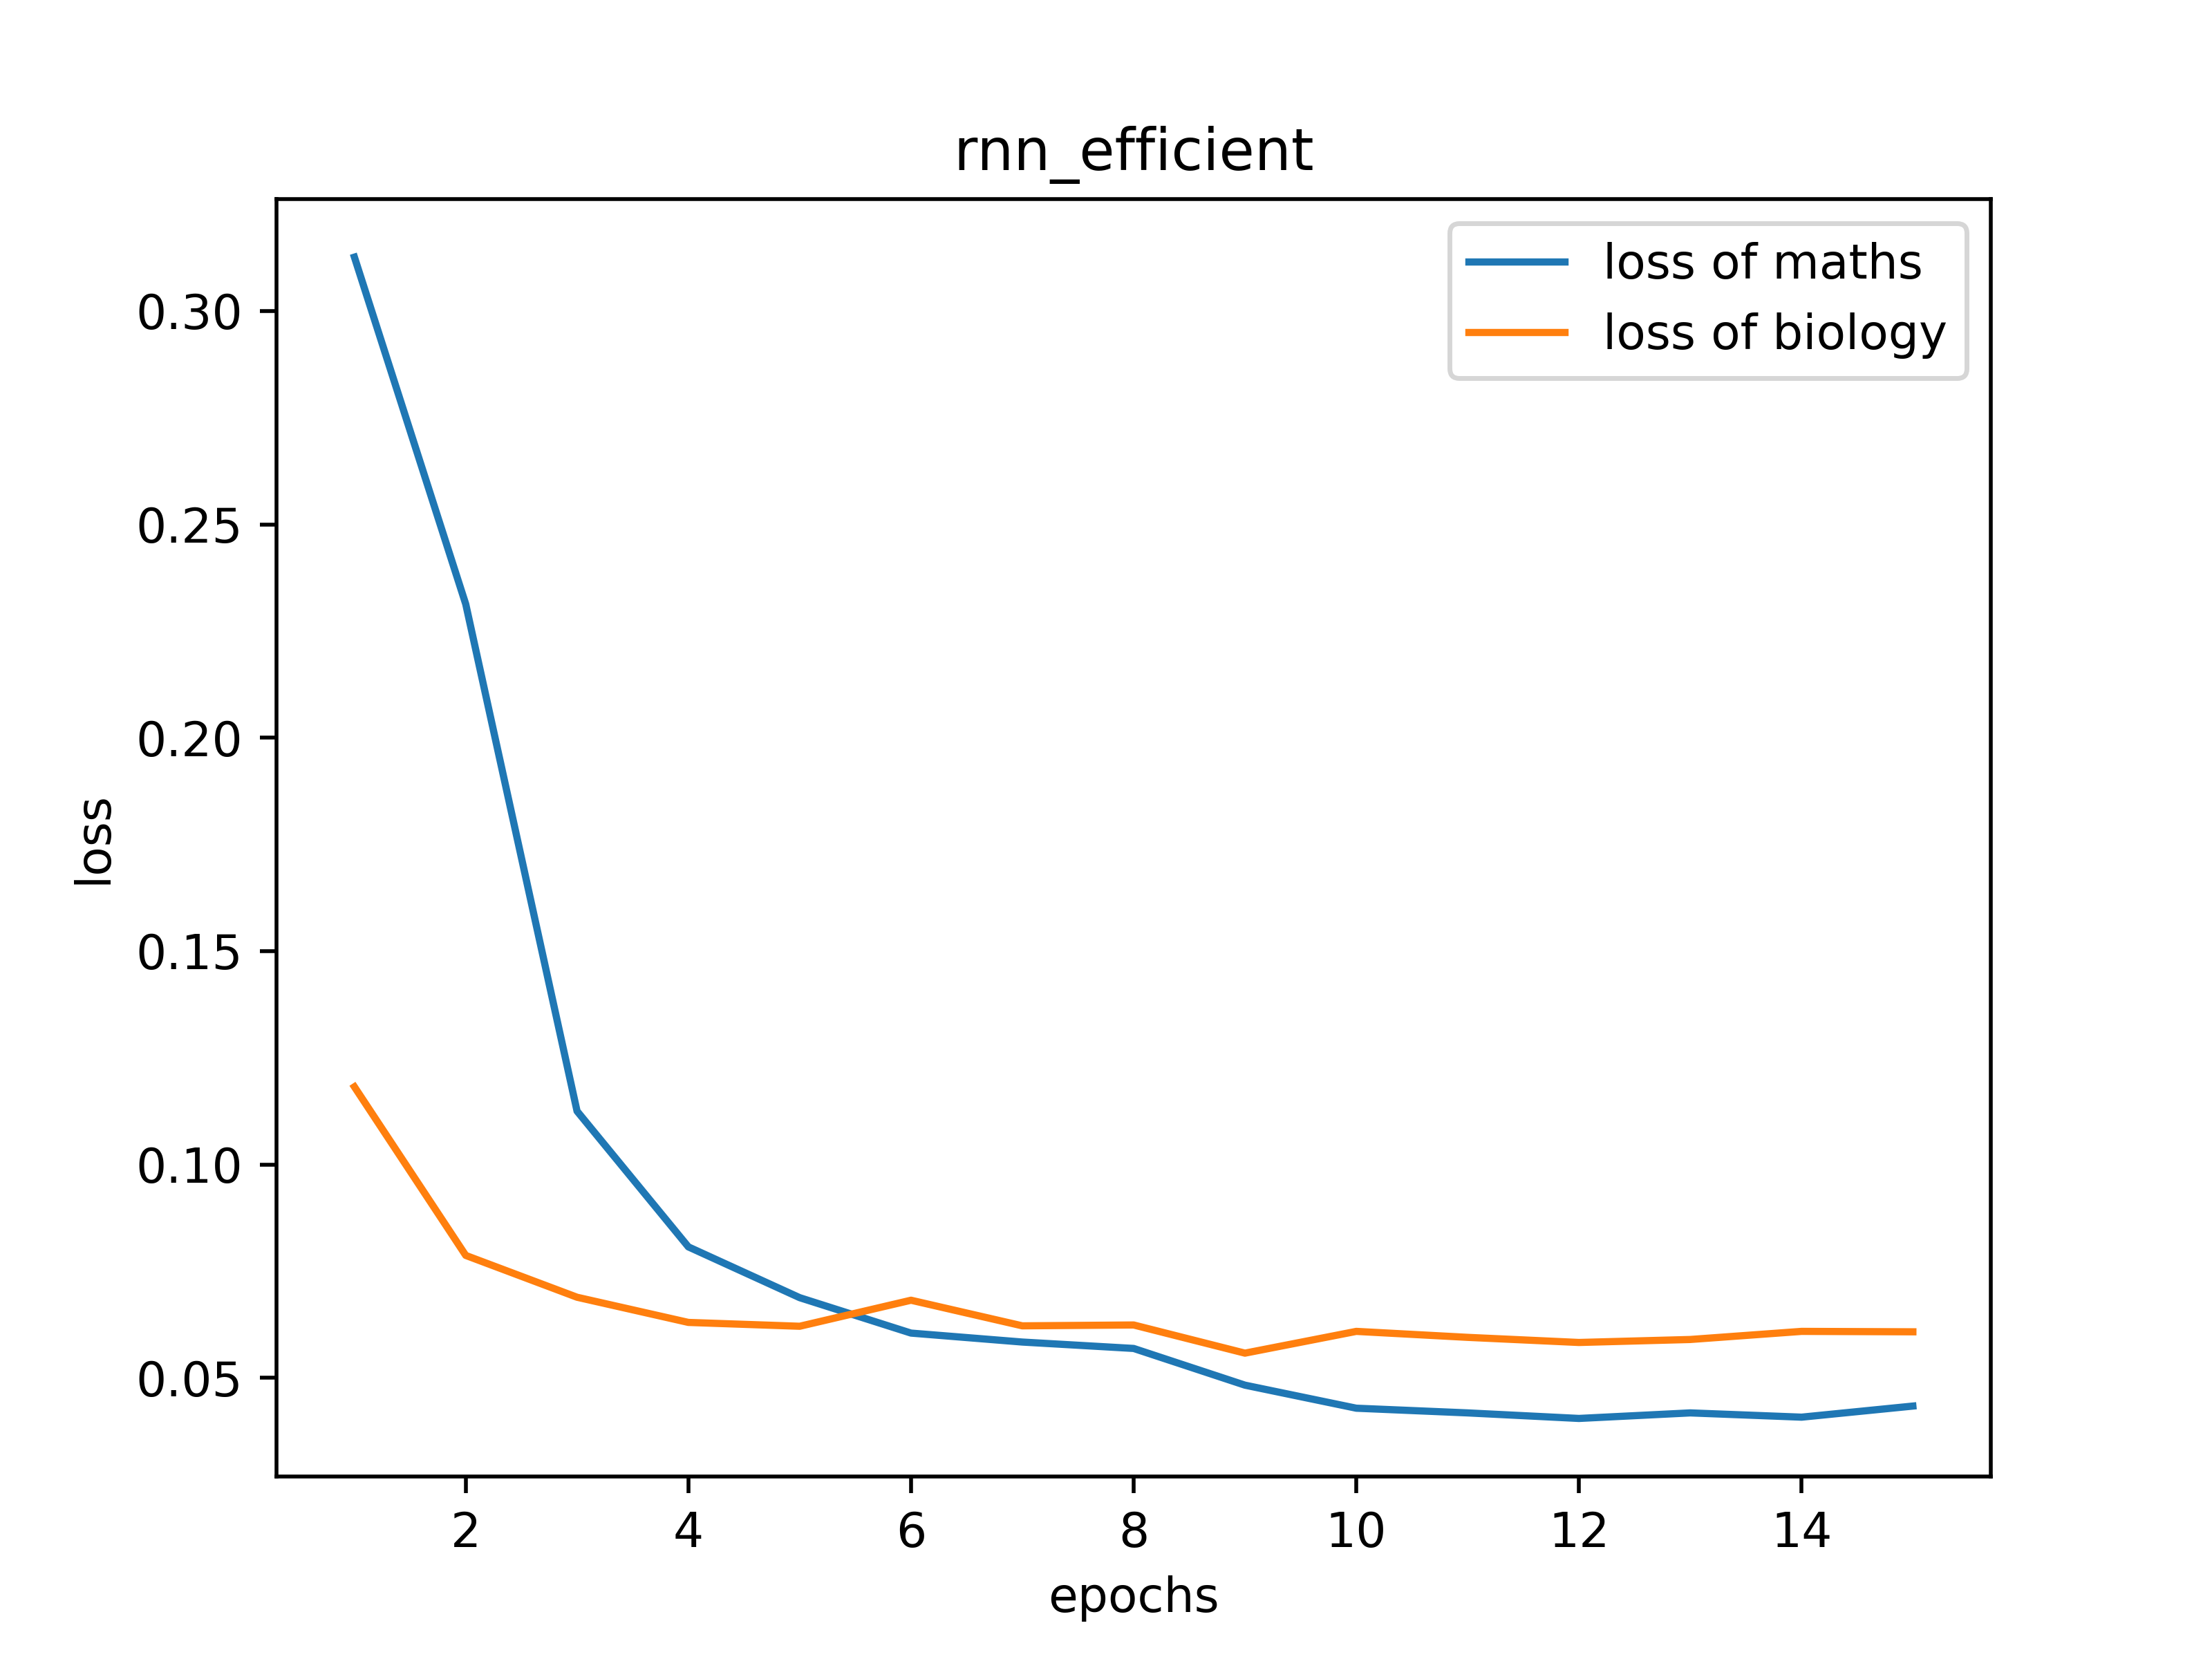 rnn_efficient
loss of maths
loss of biology
0.30
0.25
0.20
0.15
0.10
0.05
loss
2 4 6 8 10 12 14
epochs